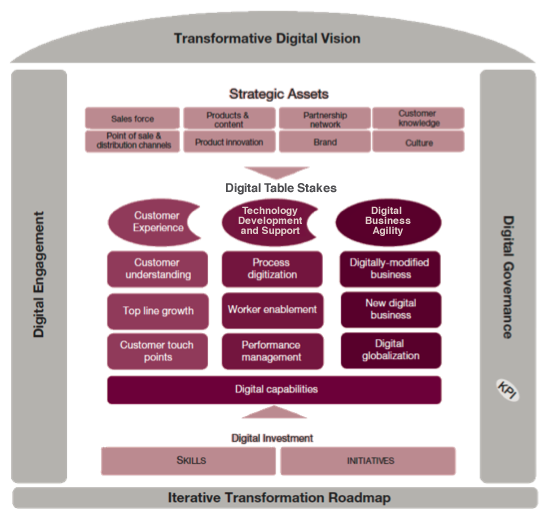 Transformative Digital Vision
Digital Engagement
Strategic Assets
Sales force
Products &
content
Partnership
network
Customer
knowledge
Point of sale &
distribution channels
Product innovation
Brand
Culture
Digital Table Stakes
Customer
Experience
Technology
Development
and Support
Digital
Business
Agility
Customer
understanding
Process
digitization
Digitally-modified
business
Top line growth
Worker enablement
New digital
business
Customer touch
points
Performance
management
Digital
globalization
Digital capabilities
Digital Investment
SKILLS
INITIATIVES
Digital Governance
KPI
Iterative Transformation Roadmap